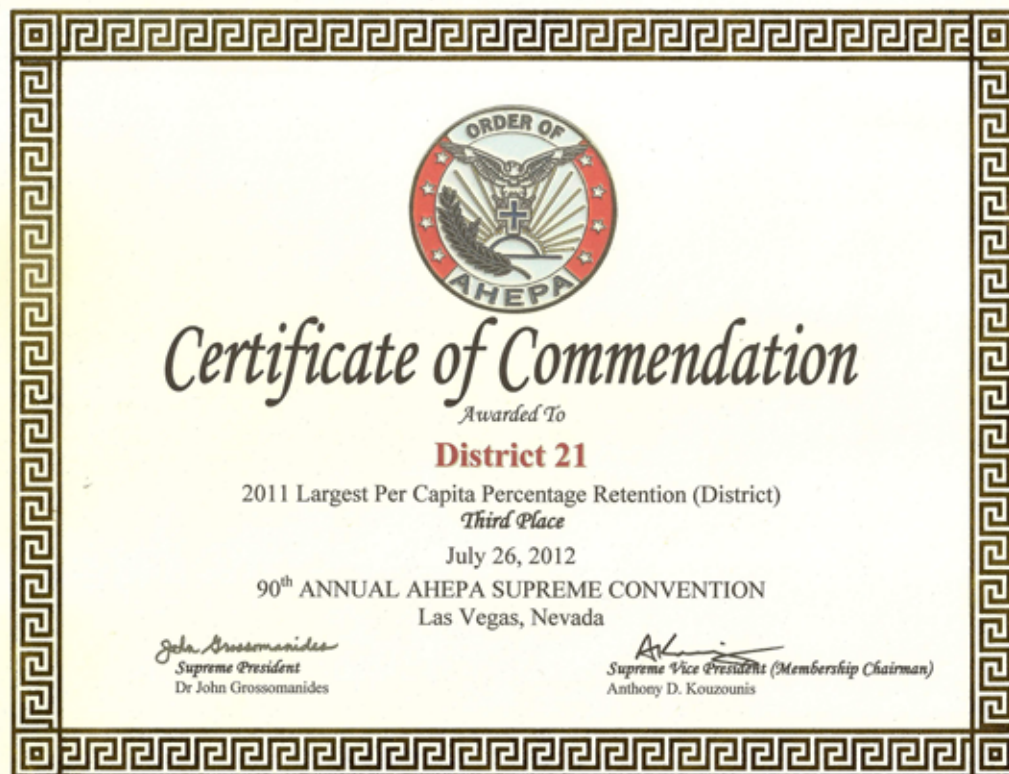 ORDER OF
AHEPA
Certificate of Commendation
Awarded To
District 21
2011 Largest Per Capita Percentage Retention (District)
Third Place
July 26, 2012
90th ANNUAL AHEPA SUPREME CONVENTION
Las Vegas, Nevada
John Grossomanides
Supreme President
Dr John Grossomanides
Supreme Vice President (Membership Chairman)
Anthony D. Kouzounis